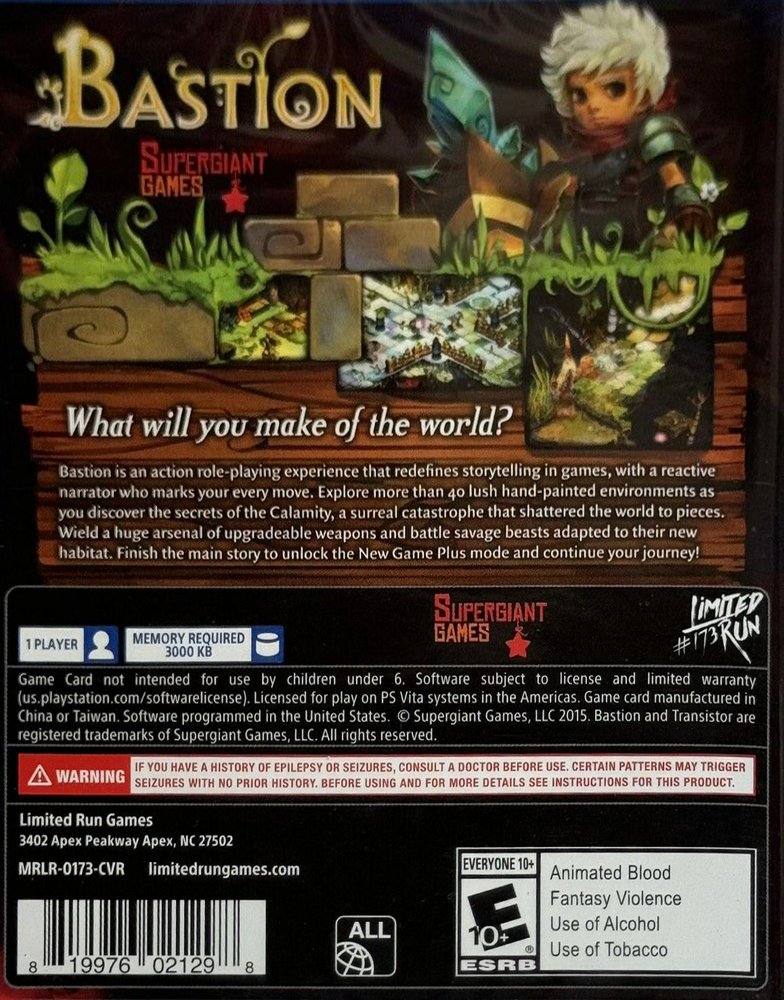 BASTION
SUPERGIANT
GAMES
What will you make of the world?
Bastion is an action role-playing experience that redefines storytelling in games, with a reactive
narrator who marks your every move. Explore more than 40 lush hand-painted environments as
you discover the secrets of the Calamity, a surreal catastrophe that shattered the world to pieces.
Wield a huge arsenal of upgradeable weapons and battle savage beasts adapted to their new
habitat. Finish the main story to unlock the New Game Plus mode and continue your journey!
1 PLAYER
MEMORY REQUIRED
3000 KB
SUPERGIANT
GAMES
LIMITED
#173 RUN
Game Card not intended for use by children under 6. Software subject to license and limited warranty
(us.playstation.com/softwarelicense). Licensed for play on PS Vita systems in the Americas. Game card manufactured in
China or Taiwan. Software programmed in the United States. © Supergiant Games, LLC 2015. Bastion and Transistor are
registered trademarks of Supergiant Games, LLC. All rights reserved.
WARNING
IF YOU HAVE A HISTORY OF EPILEPSY OR SEIZURES, CONSULT A DOCTOR BEFORE USE. CERTAIN PATTERNS MAY TRIGGER
SEIZURES WITH NO PRIOR HISTORY. BEFORE USING AND FOR MORE DETAILS SEE INSTRUCTIONS FOR THIS PRODUCT.
Limited Run Games
3402 Apex Peakway Apex, NC 27502
MRLR-0173-CVR limitedrungames.com
8 19976 02129 8
ALL
EVERYONE 10+
E
10+
®
ESRB
Animated Blood
Fantasy Violence
Use of Alcohol
Use of Tobacco